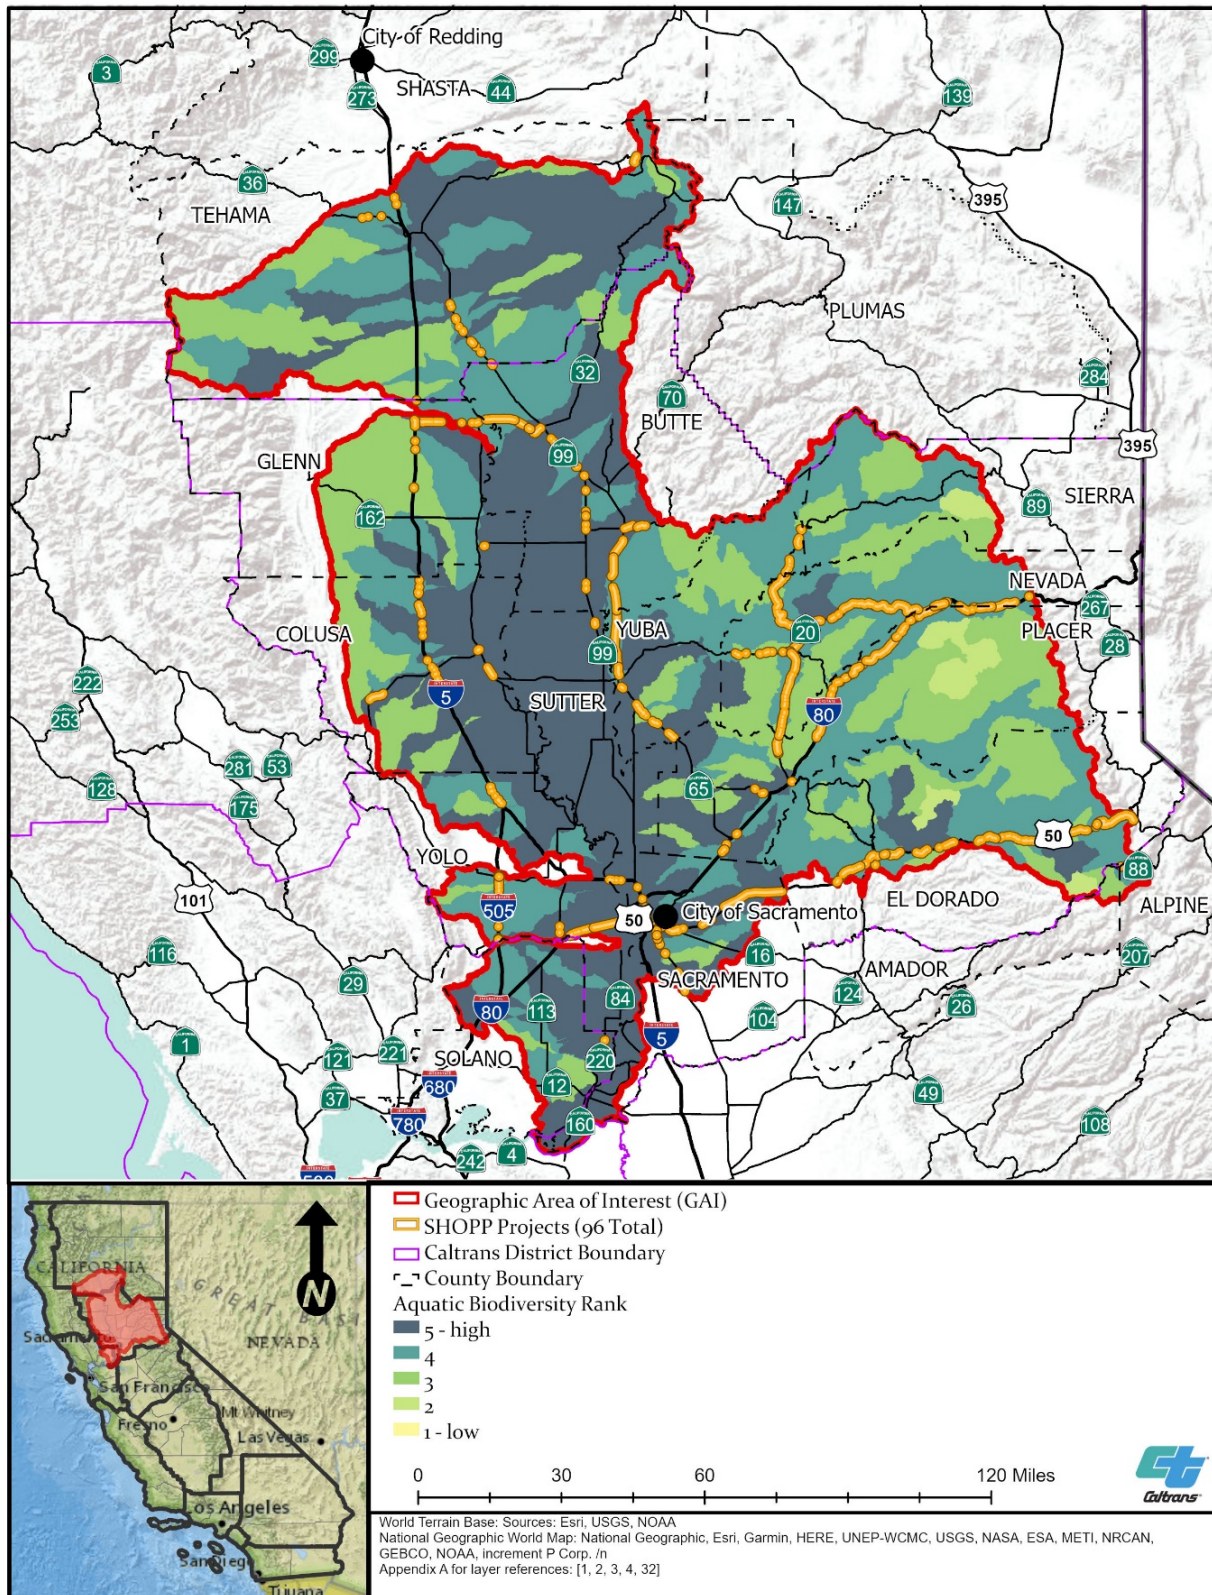 City of Redding
299
3
273
SHASTA
44
139
36
TEHAMA
147
395
PLUMAS
32
284
70
BUTTE
99
395
GLENN
162
89
SIERRA
NEVADA
267
COLUSA
20
PLACER
28
99
YUBA
222
5
SUTTER
80
253
281
53
128
175
65
YOLO
50
88
101
505
50
City of Sacramento
EL DORADO
ALPINE
116
16
207
29
SACRAMENTO
AMADOR
84
124
80
113
104
26
1
5
121
221
SOLANO
220
37
680
12
49
780
160
108
242
4
CALIFORNIA
GREAT BASI
NEVADA
Sacramento
San Francisco
Fresno
Mt Whitney
Las Vegas
Los Angeles
San Diego
Tijuana
N
Geographic Area of Interest (GAI)
SHOPP Projects (96 Total)
Caltrans District Boundary
County Boundary
Aquatic Biodiversity Rank
5 - high
4
3
2
1 - low
0 30 60 120 Miles
Caltrans
World Terrain Base: Sources: Esri, USGS, NOAA
National Geographic World Map: National Geographic, Esri, Garmin, HERE, UNEP-WCMC, USGS, NASA, ESA, METI, NRCAN,
GEBCO, NOAA, increment P Corp. /n
Appendix A for layer references: [1, 2, 3, 4, 32]